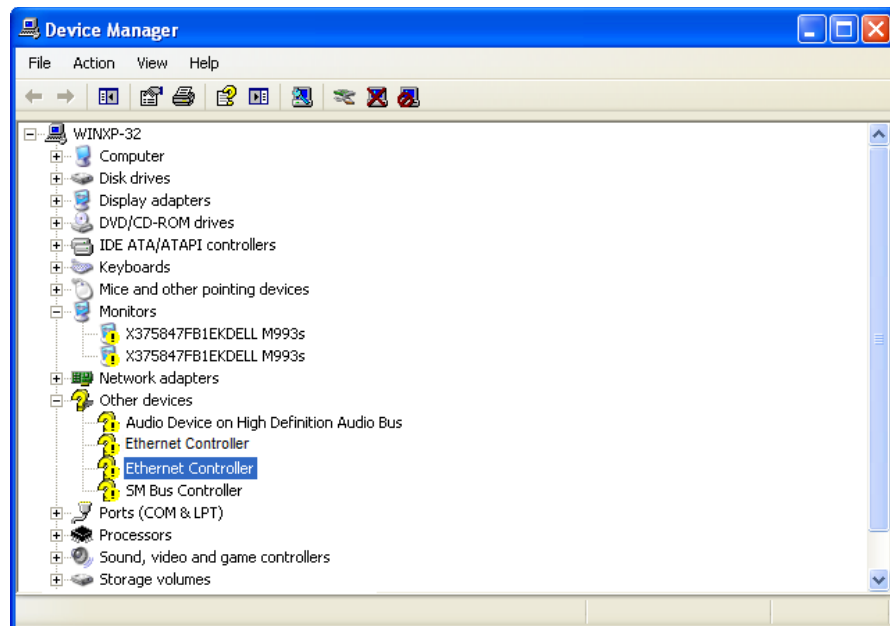 Device Manager
File Action View Help
WINXP-32
Computer
Disk drives
Display adapters
DVD/CD-ROM drives
IDE ATA/ATAPI controllers
Keyboards
Mice and other pointing devices
Monitors
X375847FB1EKDELL M993s
X375847FB1EKDELL M993s
Network adapters
Other devices
Audio Device on High Definition Audio Bus
Ethernet Controller
Ethernet Controller
SM Bus Controller
Ports (COM & LPT)
Processors
Sound, video and game controllers
Storage volumes